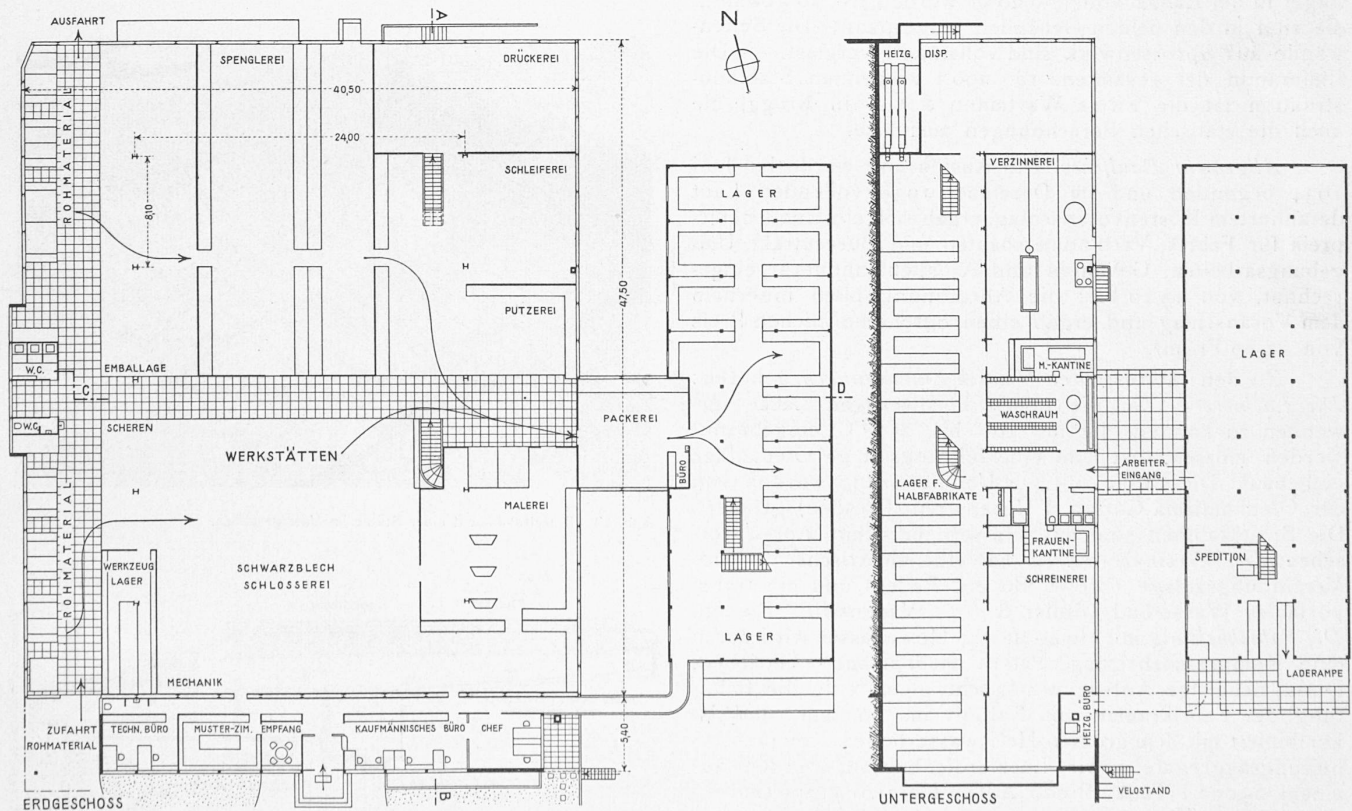 AUSFAHRT
A
N
SPENGLEREI
DRÜCKEREI
HEIZG.
DISP.
40,50
24,00
ROHMATERIAL
8,10
SCHLEIFEREI
VERZINNEREI
LAGER
47,50
PUTZEREI
LAGER
W.C.
EMBALLAGE
M.-KANTINE
C
D
W.C.
SCHEREN
PACKEREI
WASCHRAUM
WERKSTÄTTEN
BÜRO
ARBEITER-
EINGANG
LAGER F.
HALBFABRIKATE
ROHMATERIAL
MALEREI
FRAUEN-
KANTINE
SPEDITION
WERKZEUG
LAGER
SCHWARZBLECH
SCHLOSSEREI
SCHREINEREI
LAGER
MECHANIK
LADERAMPE
ZUFAHRT
ROHMATERIAL
TECHN. BÜRO
MUSTER-ZIM.
EMPFANG
KAUFMÄNNISCHES BÜRO
CHEF
5,40
HEIZG. BÜRO
B
ERDGESCHOSS
UNTERGESCHOSS
VELOSTAND